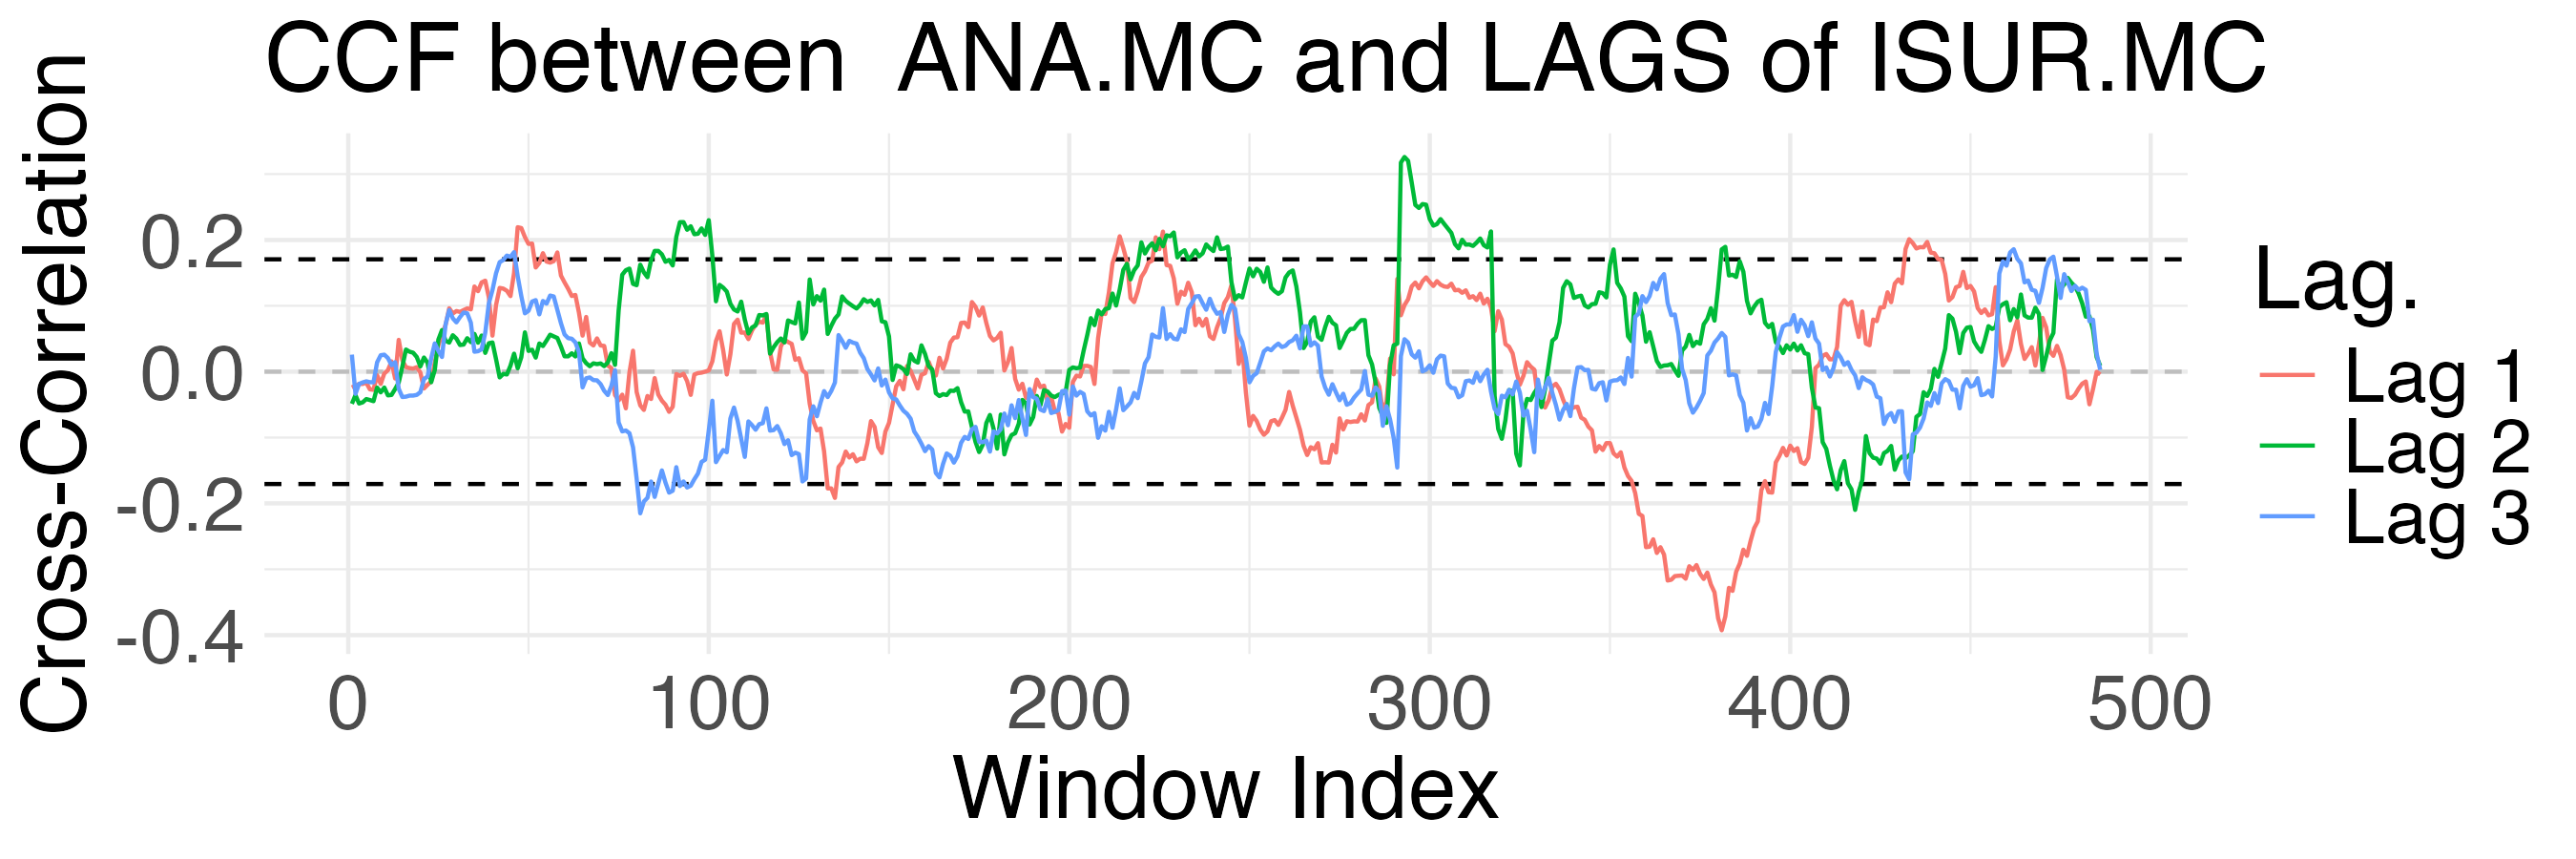 CCF between  ANA.MC and LAGS of ISUR.MC
Cross-Correlation
0.2
0.0
-0.2
-0.4
0 100 200 300 400 500
Window Index
Lag.
Lag 1
Lag 2
Lag 3